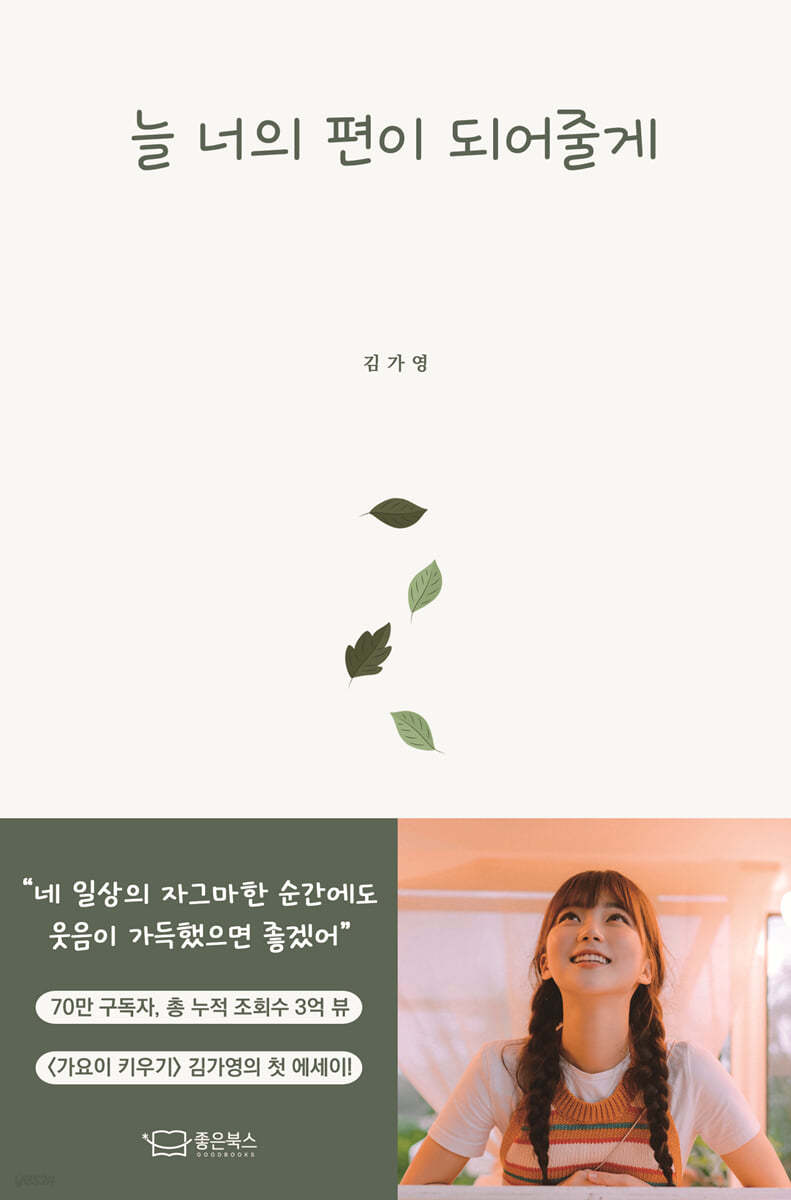 늘 너의 편이 되어줄게
김가영
“네 일상의 자그마한 순간에도
웃음이 가득했으면 좋겠어”
70만 구독자, 총 누적 조회수 3억 뷰
<가요이 키우기> 김가영의 첫 에세이!
좋은북스
GOODBOOKS
yes24